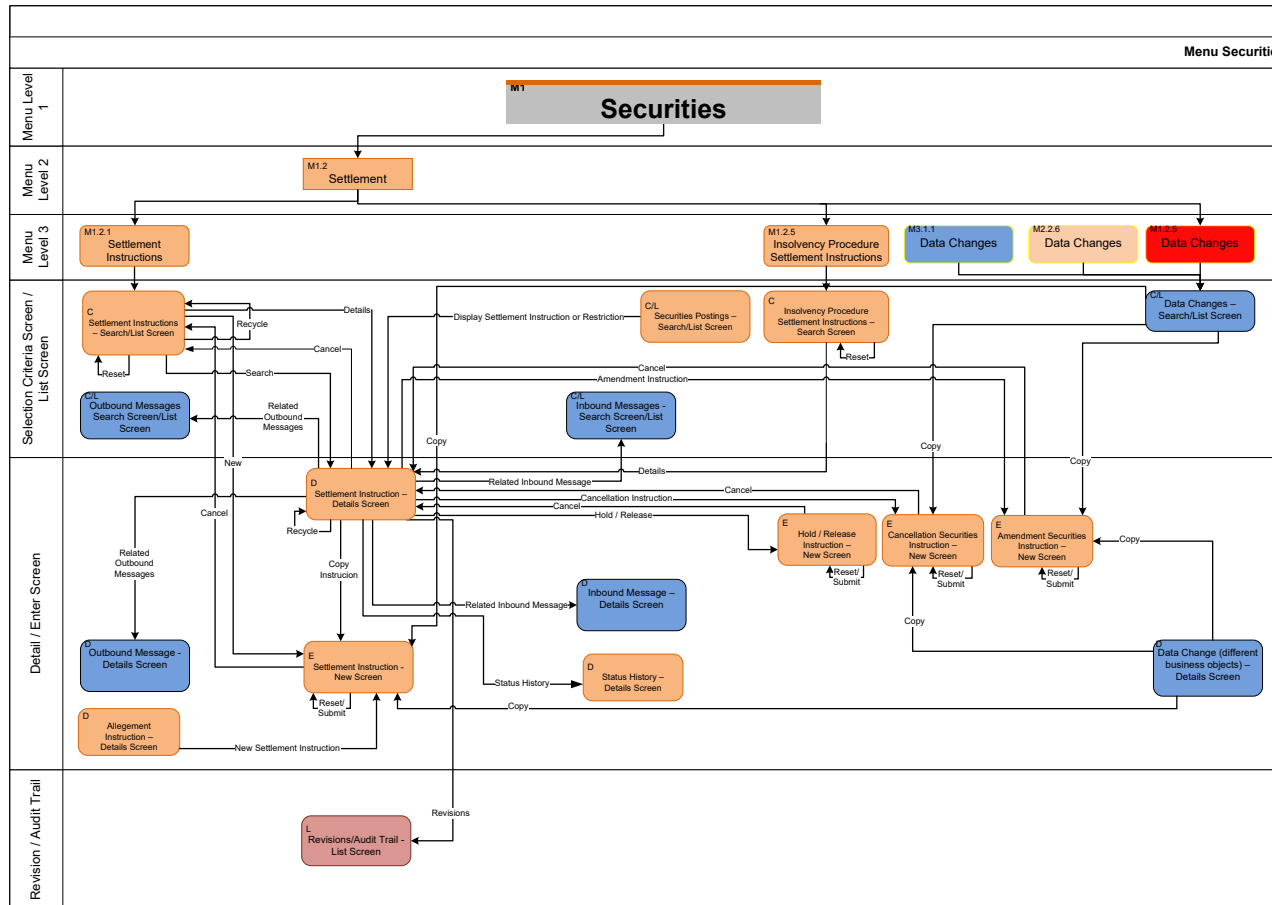 Menu Securitie
Menu Level
1
M1
Securities
Menu
Level 2
M1.2
Settlement
Menu
Level 3
M1.2.1
Settlement
Instructions
M1.2.5
Insolvency Procedure
Settlement Instructions
M3.1.1
Data Changes
M2.2.6
Data Changes
M1.2.5
Data Changes
Selection Criteria Screen /
List Screen
C
Settlement Instructions
– Search/List Screen
Recycle
Reset
Details
Cancel
Search
Display Settlement Instruction or Restriction
C/L
Securities Postings –
Search/List Screen
C
Insolvency Procedure
Settlement Instructions –
Search Screen
Reset
C/L
Data Changes –
Search/List Screen
Cancel
Amendment Instruction
C/L
Outbound Messages
Search Screen/List
Screen
Related
Outbound
Messages
C/L
Inbound Messages -
Search Screen/List
Screen
Copy
Copy
Copy
New
Cancel
Detail / Enter Screen
D
Settlement Instruction –
Details Screen
Recycle
Details
Related Inbound Message
Cancel
Cancellation Instruction
Cancel
Hold / Release
E
Hold / Release
Instruction –
New Screen
Reset/
Submit
E
Cancellation Securities
Instruction –
New Screen
Reset/
Submit
E
Amendment Securities
Instruction –
New Screen
Reset/
Submit
Copy
Copy
Related
Outbound
Messages
Copy
Instrucion
Related Inbound Message
D
Inbound Message –
Details Screen
D
Outbound Message -
Details Screen
E
Settlement Instruction -
New Screen
Reset/
Submit
Status History
D
Status History –
Details Screen
D
Data Change (different
business objects) –
Details Screen
Copy
D
Allegement
Instruction –
Details Screen
New Settlement Instruction
Revision / Audit Trail
Revisions
L
Revisions/Audit Trail -
List Screen